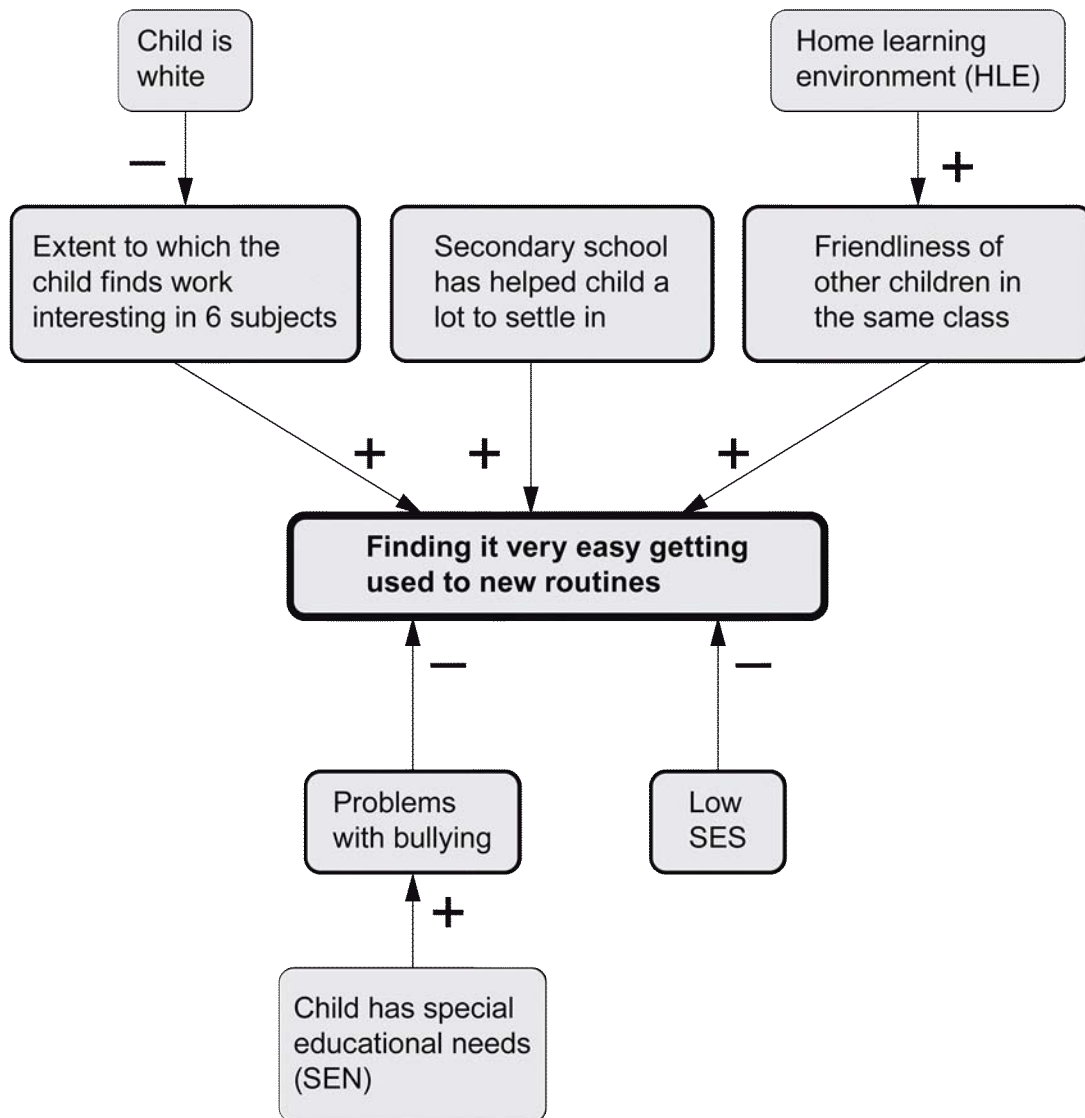 Child is
white
Home learning
environment (HLE)
—
+
Extent to which the
child finds work
interesting in 6 subjects
Secondary school
has helped child a
lot to settle in
Friendliness of
other children in
the same class
+
+
+
Finding it very easy getting
used to new routines
—
—
Problems
with bullying
Low
SES
+
Child has special
educational needs
(SEN)